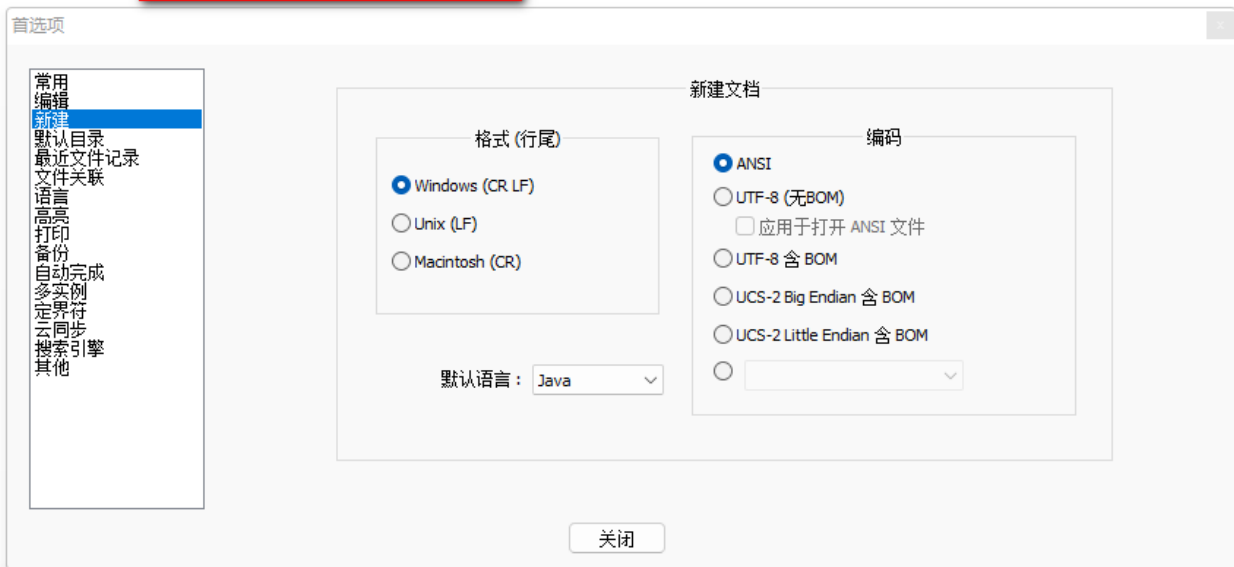 首选项
常用
编辑
新建
默认目录
最近文件记录
文件关联
语言
高亮
打印
备份
自动完成
多实例
定界符
云同步
搜索引擎
其他
新建文档
格式 (行尾)
Windows (CR LF)
Unix (LF)
Macintosh (CR)
默认语言： Java
编码
ANSI
UTF-8 (无BOM)
应用于打开 ANSI 文件
UTF-8 含 BOM
UCS-2 Big Endian 含 BOM
UCS-2 Little Endian 含 BOM
关闭